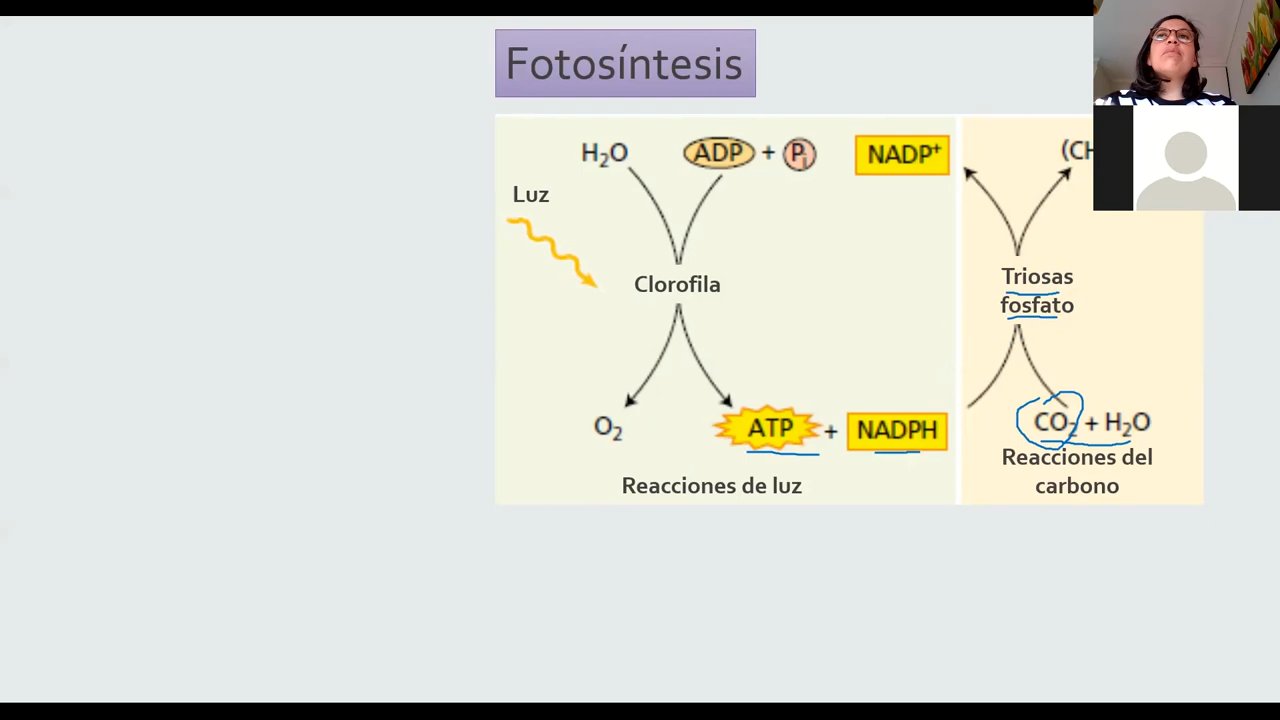 Fotosíntesis
H₂O
ADP + Pᵢ
NADP⁺
(CH
Luz
Clorofila
Triosas
fosfato
O₂
ATP + NADPH
CO₂ + H₂O
Reacciones de luz
Reacciones del
carbono